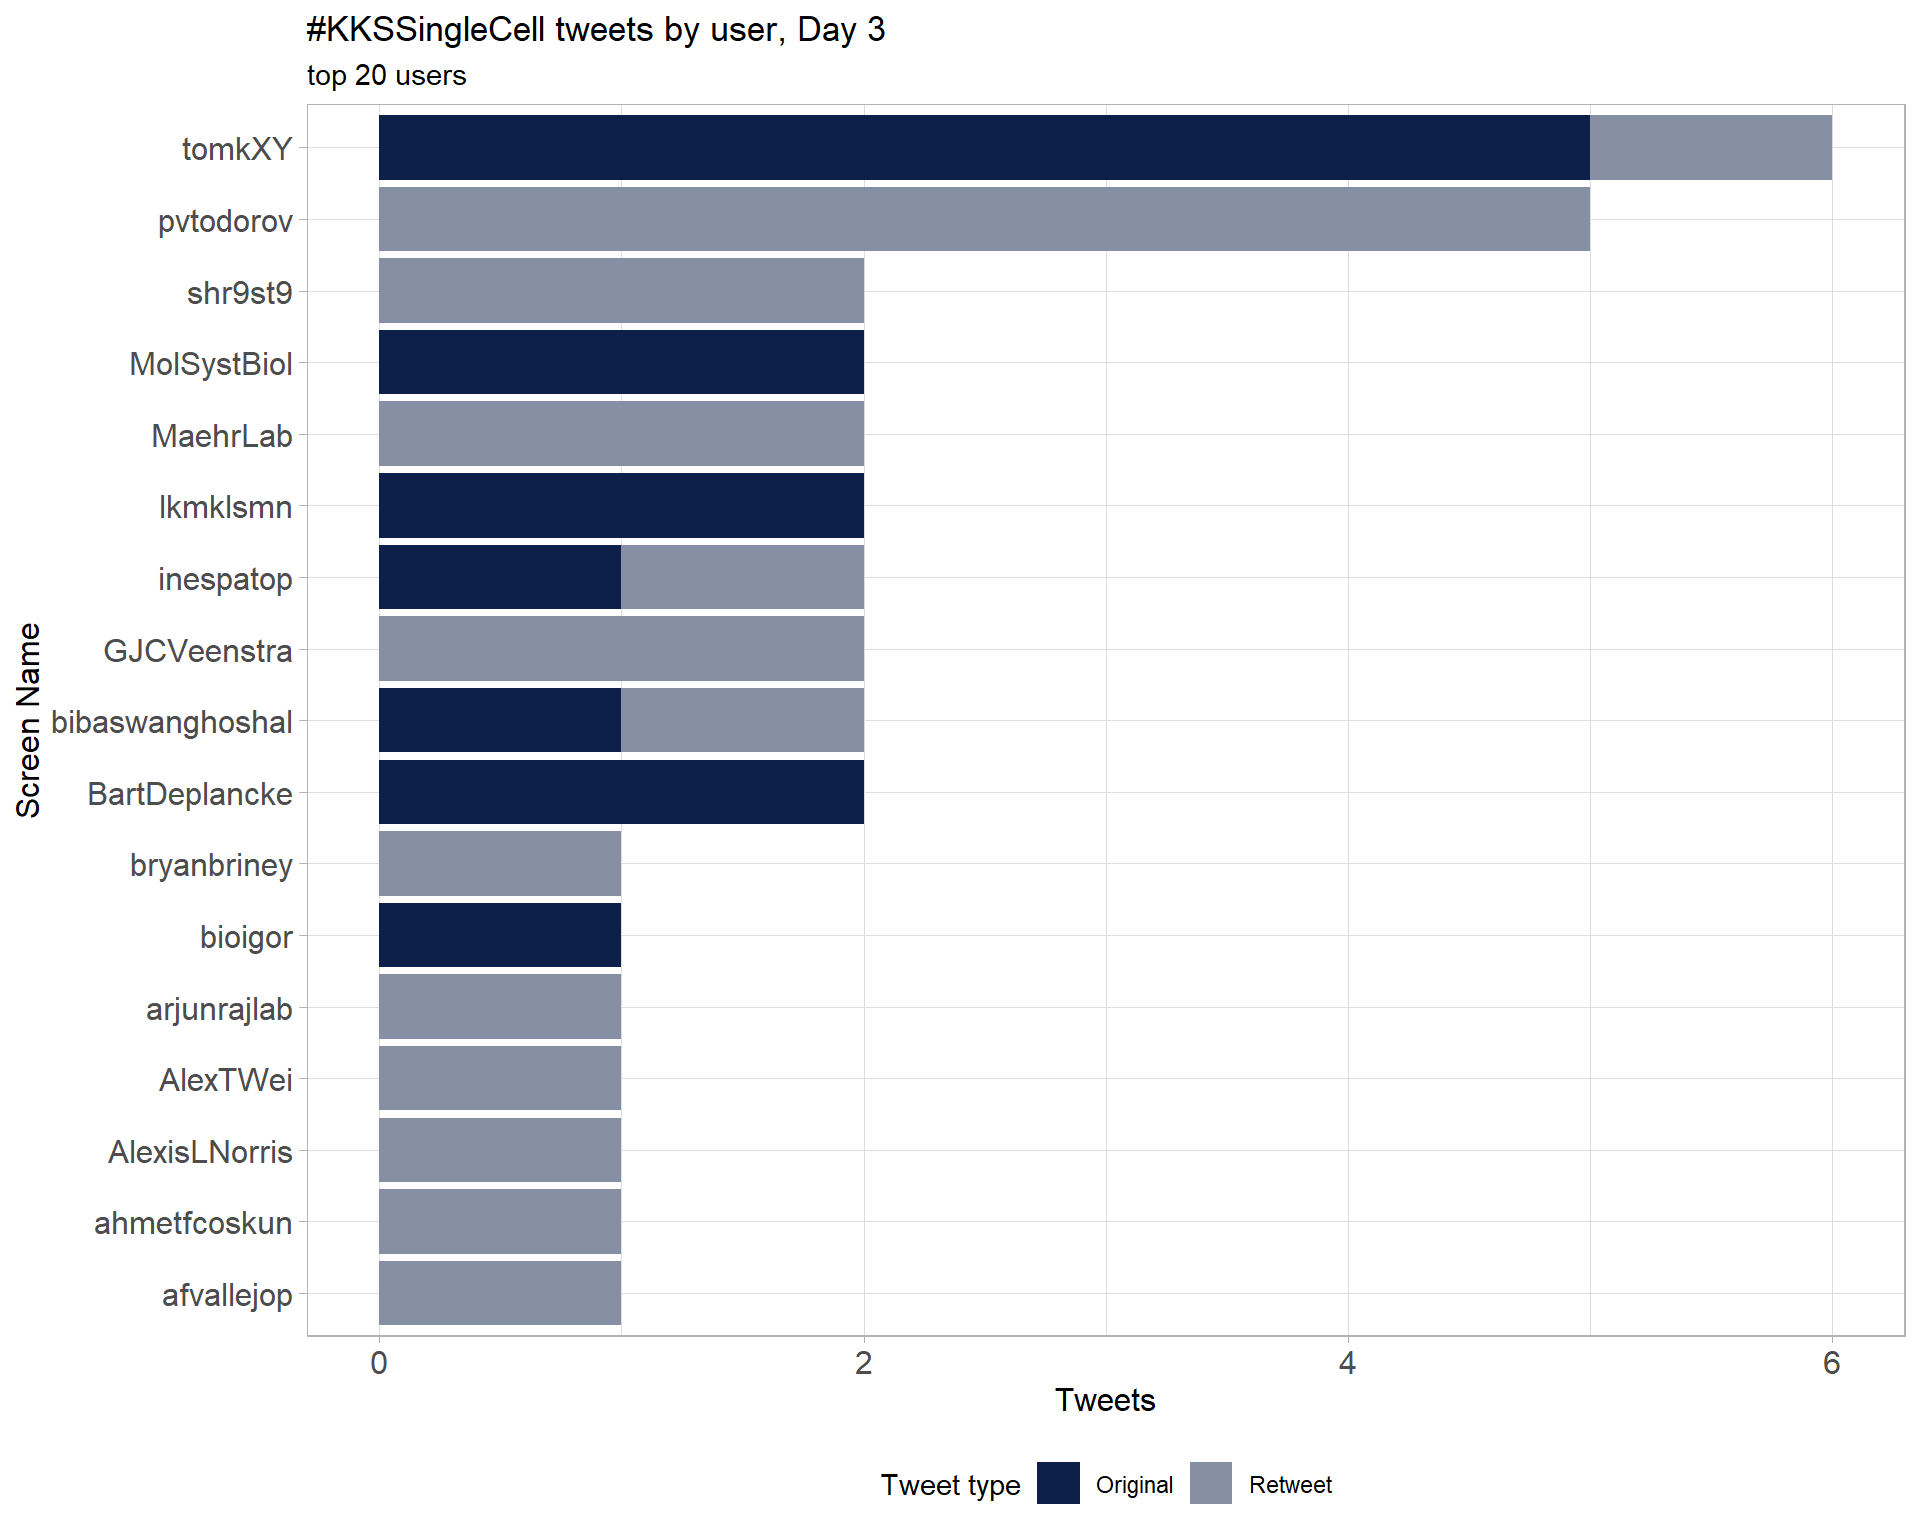 #KKSSingleCell tweets by user, Day 3
top 20 users
Screen Name
tomkXY
pvtodorov
shr9st9
MolSystBiol
MaehrLab
lkmklsmn
inespatop
GJCVeenstra
bibaswanghoshal
BartDeplancke
bryanbriney
bioigor
arjunrajlab
AlexTWei
AlexisLNorris
ahmetfcoskun
afvallejop
0 2 4 6
Tweets
Tweet type Original Retweet